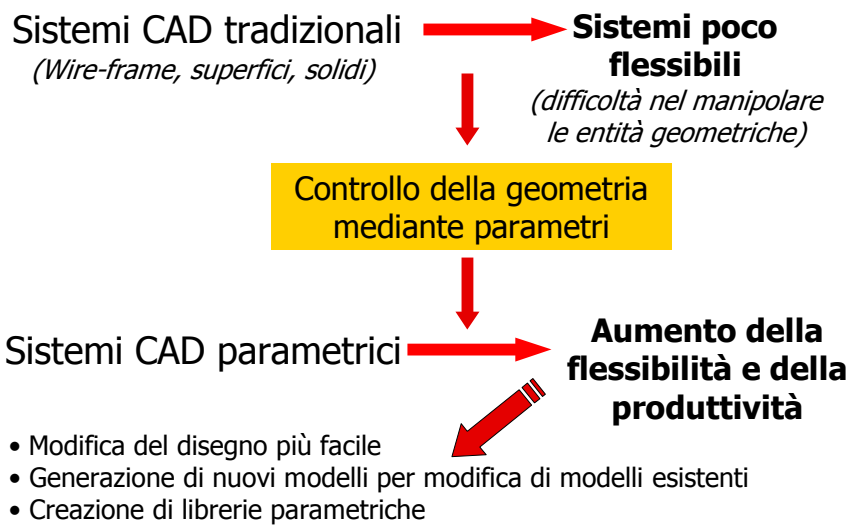 Sistemi CAD tradizionali
(Wire-frame, superfici, solidi)
Sistemi poco
flessibili
(difficoltà nel manipolare
le entità geometriche)
Controllo della geometria
mediante parametri
Sistemi CAD parametrici
Aumento della
flessibilità e della
produttività
• Modifica del disegno più facile
• Generazione di nuovi modelli per modifica di modelli esistenti
• Creazione di librerie parametriche